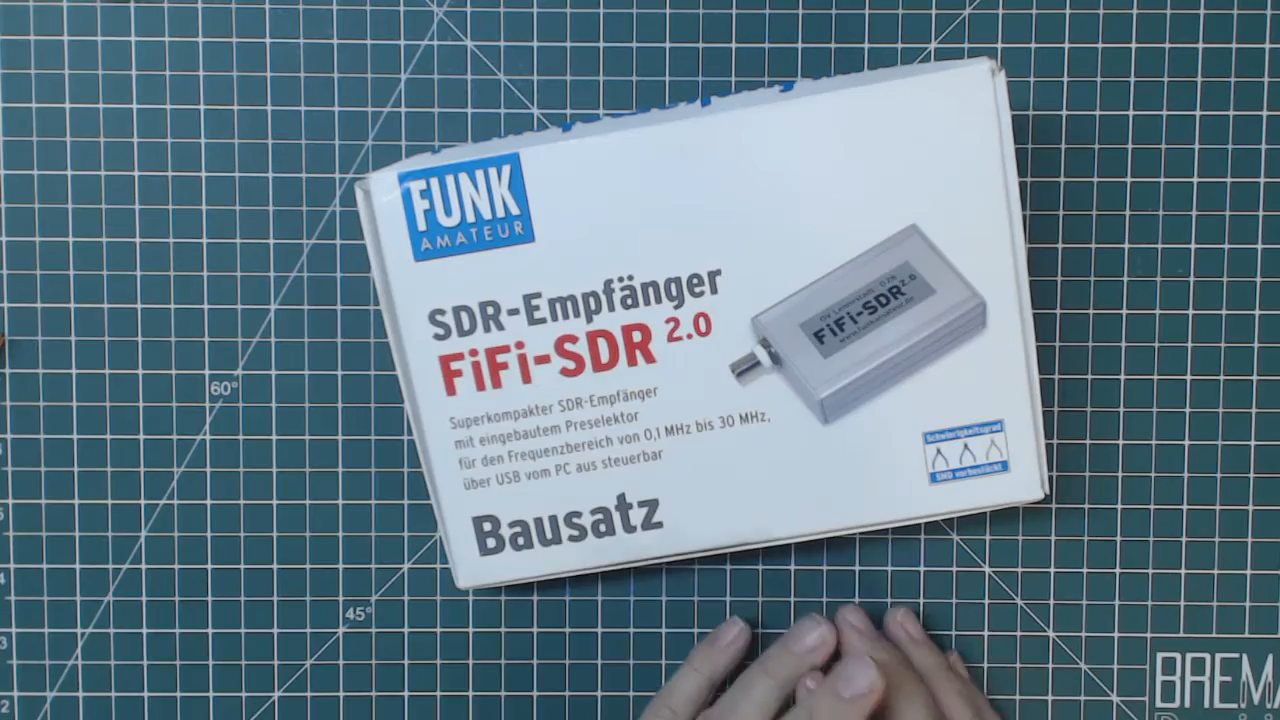 FUNK
AMATEUR
SDR-Empfänger
FiFi-SDR 2.0
Superkompakter SDR-Empfänger
mit eingebautem Preselektor
für den Frequenzbereich von 0,1 MHz bis 30 MHz,
über USB vom PC aus steuerbar
Bausatz
FiFi-SDR 2.0
Schwierigkeitsgrad
SMD vorbestückt
60°
45°
3
2
BREMA